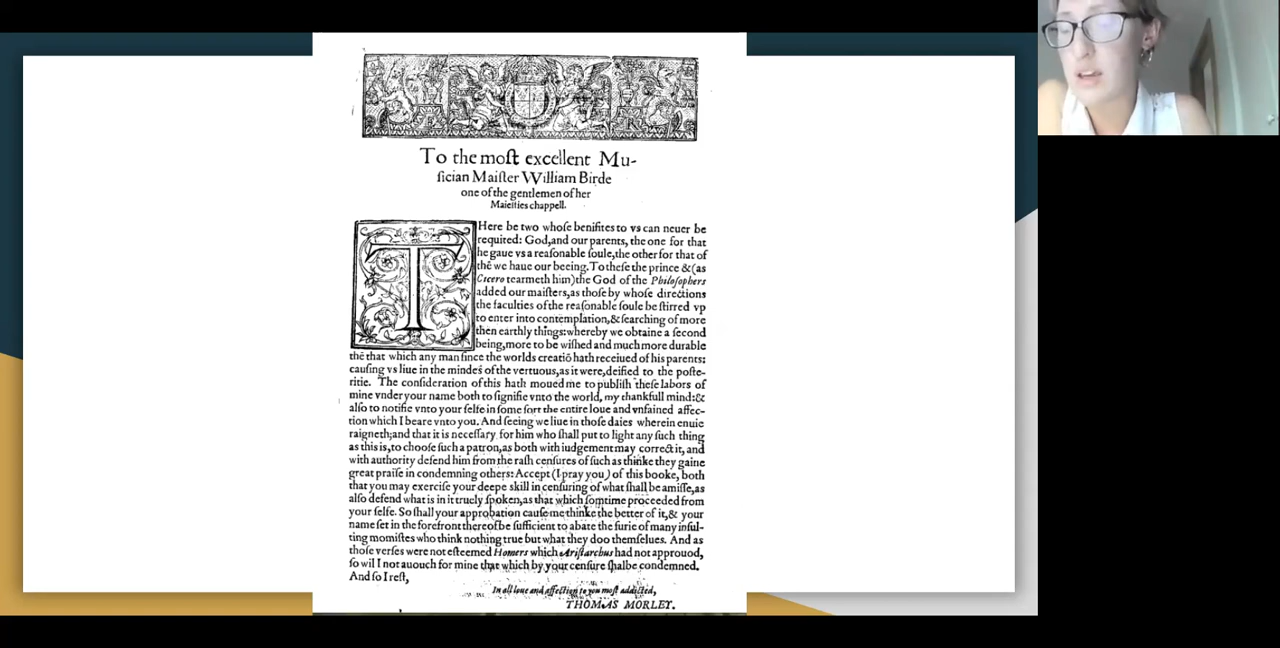 To the moſt excellent Mu-
ſician Maiſter William Birde
one of the gentlemen of her
Maieſties chappell.
THere be two whoſe benifites to vs can neuer be
requited: God,and our parents, the one for that
he gaue vs a reaſonable ſoule,the other for that of
thē we haue our beeing.To theſe the prince &(as
Cicero tearmeth him)the God of the Philoſophers
added our maiſters,as thoſe by whoſe directions
the faculties of the reaſonable ſoule be ſtirred vp
to enter into contemplation,& ſearching of more
then earthly things:whereby we obtaine a ſecond
being,more to be wiſhed and much more durable
thē that which any man ſince the worlds creatiō hath receiued of his parents:
cauſing vs liue in the mindes of the vertuous,as it were,deified to the poſte-
ritie. The conſideration of this hath moued me to publiſh theſe labors of
mine vnder your name both to ſignifie vnto the world, my thankfull mind:&
alſo to notifie vnto your ſelfe in ſome ſort the entire loue and vnfained affec-
tion which I beare vnto you. And ſeeing we liue in thoſe daies wherein enuie
raigneth;and that it is neceſſary for him who ſhall put to light any ſuch thing
as this is,to chooſe ſuch a patron,as both with iudgement may correct it, and
with authority defend him from the raſh cenſures of ſuch as thinke they gaine
great praiſe in condemning others: Accept (I pray you) of this booke, both
that you may exerciſe your deepe skill in cenſuring of what ſhall be amiſſe,as
alſo defend what is in it truely ſpoken,as that which ſomtime proceeded from
your ſelfe. So ſhall your approbation cauſe me thinke the better of it,& your
name ſet in the forefront thereof be ſufficient to abate the furie of many inſul-
ting momiſtes who think nothing true but what they doo themſelues. And as
thoſe verſes were not eſteemed Homers which Ariſtarchus had not approuod,
ſo wil I not auouch for mine that which by your cenſure ſhalbe condemned.
And ſo I reſt,
In all loue and affection to you moſt addicted,
THOMAS MORLEY.